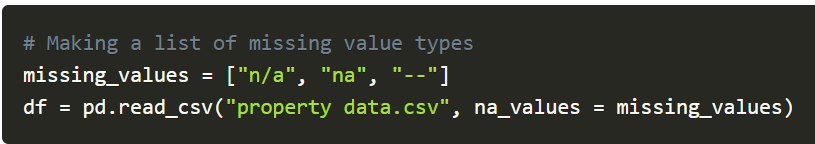 # Making a list of missing value types
missing_values = ["n/a", "na", "--"]
df = pd.read_csv("property data.csv", na_values = missing_values)